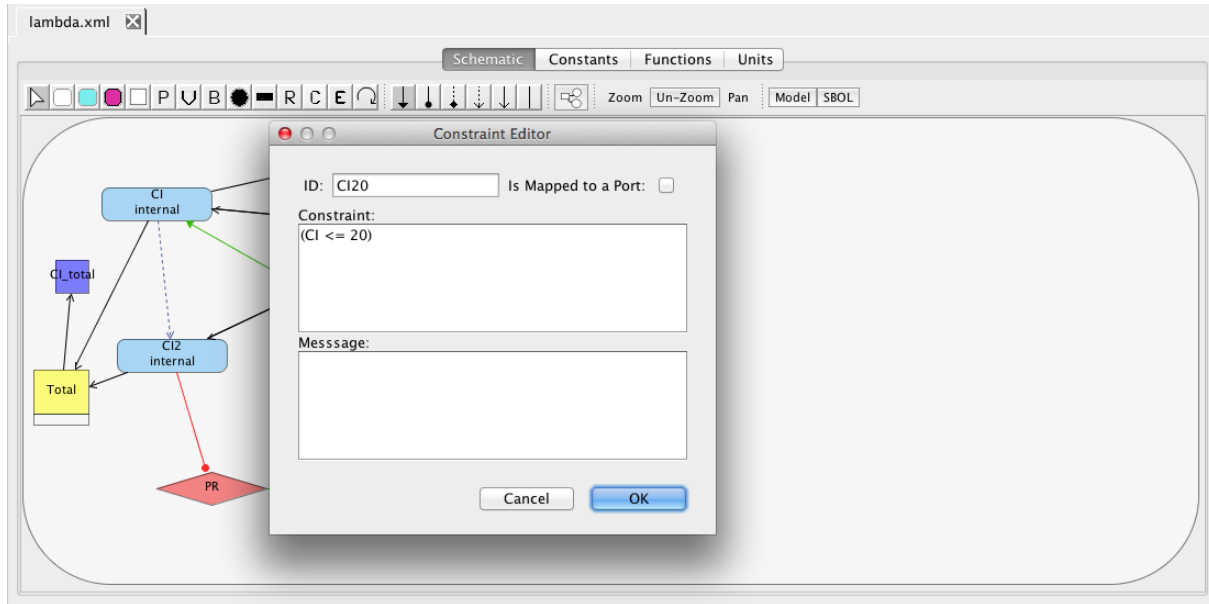 lambda.xml
Schematic Constants Functions Units
P V B R C E Zoom Un-Zoom Pan Model SBOL
Constraint Editor
ID: CI20 Is Mapped to a Port:
Constraint:
(CI <= 20)
Messsage:
Cancel OK
CI
internal
CI_total
CI2
internal
Total
PR